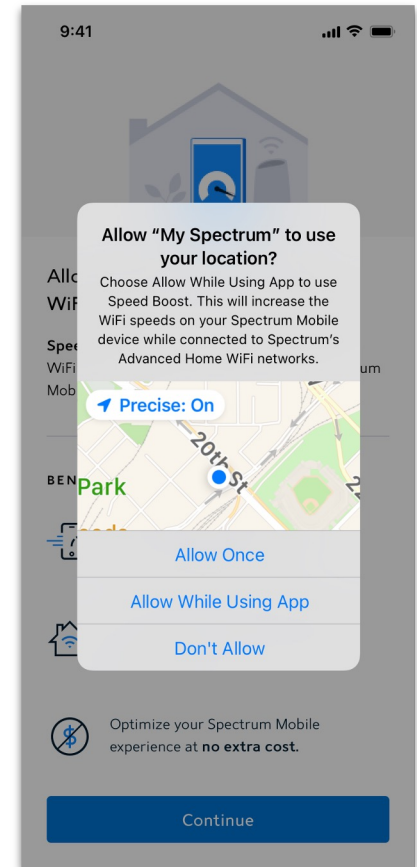 9:41
Allow “My Spectrum” to use
your location?
Choose Allow While Using App to use
Speed Boost. This will increase the
WiFi speeds on your Spectrum Mobile
device while connected to Spectrum’s
Advanced Home WiFi networks.
WiFi
Mob
Precise: On
20th St
Park
BEN
Allow Once
Allow While Using App
Don't Allow
Optimize your Spectrum Mobile
experience at no extra cost.
Continue